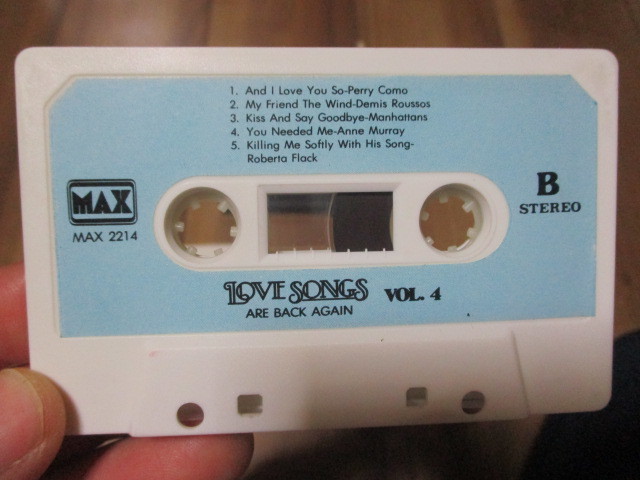 1. And I Love You So-Perry Como
2. My Friend The Wind-Demis Roussos
3. Kiss And Say Goodbye-Manhattans
4. You Needed Me-Anne Murray
5. Killing Me Softly With His Song-
Roberta Flack
MAX
MAX 2214
B
STEREO
LOVE SONGS VOL. 4
ARE BACK AGAIN